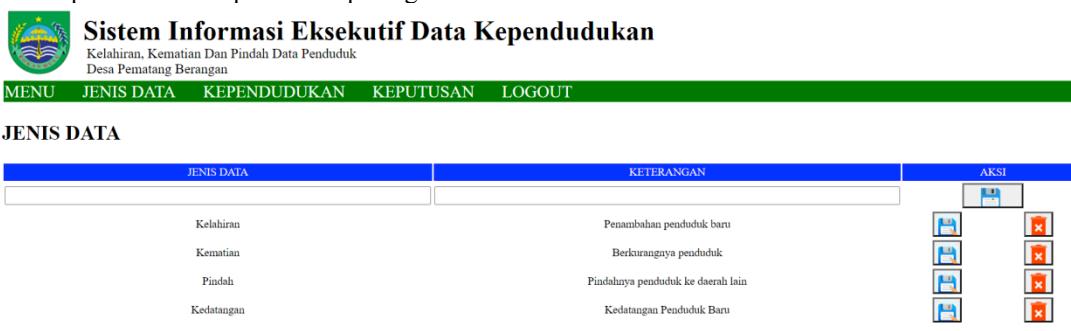 Sistem Informasi Eksekutif Data Kependudukan
Kelahiran, Kematian Dan Pindah Data Penduduk
Desa Pematang Berangan
MENU JENIS DATA KEPENDUDUKAN KEPUTUSAN LOGOUT
JENIS DATA
JENIS DATA KETERANGAN AKSI
Kelahiran Penambahan penduduk baru
Kematian Berkurangnya penduduk
Pindah Pindahnya penduduk ke daerah lain
Kedatangan Kedatangan Penduduk Baru